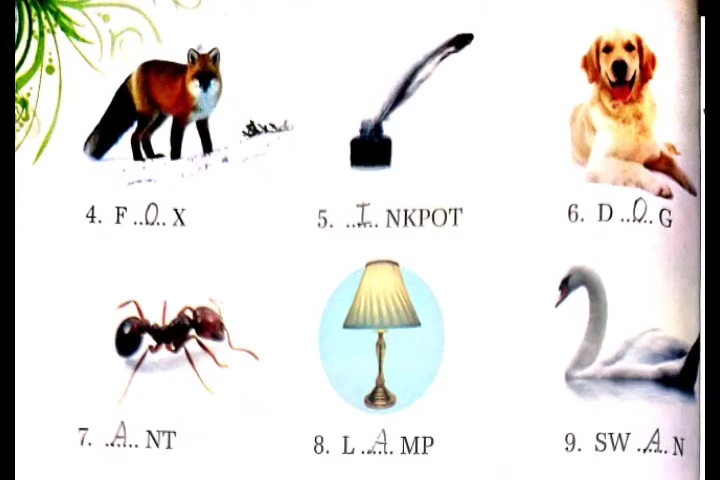 4. F ..O.. X
5. ..I.. NKPOT
6. D ..O.. G
7. ..A.. NT
8. L ..A.. MP
9. SW ..A.. N